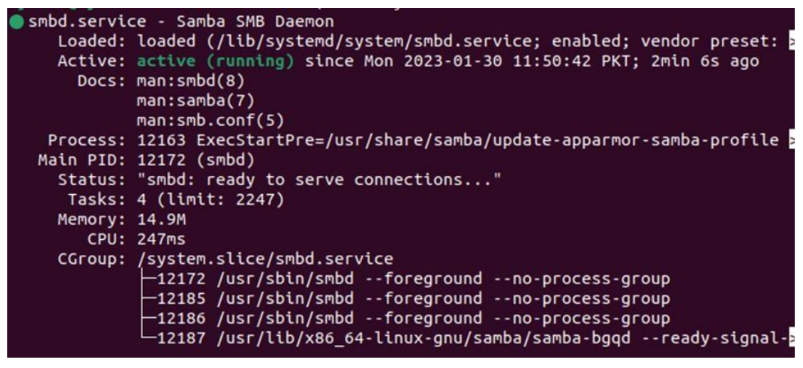 smbd.service - Samba SMB Daemon
Loaded: loaded (/lib/systemd/system/smbd.service; enabled; vendor preset: >
Active: active (running) since Mon 2023-01-30 11:50:42 PKT; 2min 6s ago
Docs: man:smbd(8)
man:samba(7)
man:smb.conf(5)
Process: 12163 ExecStartPre=/usr/share/samba/update-apparmor-samba-profile >
Main PID: 12172 (smbd)
Status: "smbd: ready to serve connections..."
Tasks: 4 (limit: 2247)
Memory: 14.9M
CPU: 247ms
CGroup: /system.slice/smbd.service
├─12172 /usr/sbin/smbd --foreground --no-process-group
├─12185 /usr/sbin/smbd --foreground --no-process-group
├─12186 /usr/sbin/smbd --foreground --no-process-group
└─12187 /usr/lib/x86_64-linux-gnu/samba/samba-bgqd --ready-signal->